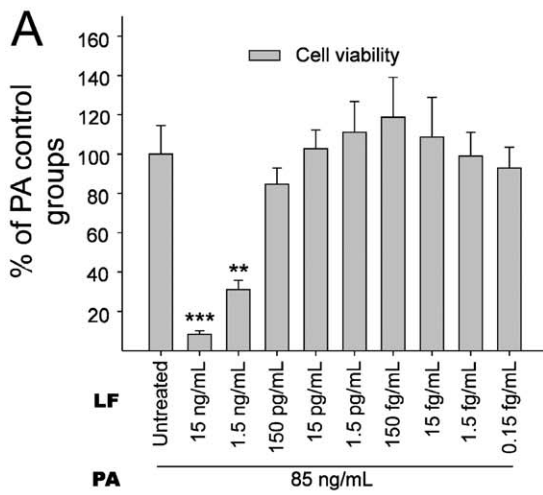 A
% of PA control
groups
160
140
120
100
80
60
40
20
Cell viability
***
**
LF
Untreated
15 ng/mL
1.5 ng/mL
150 pg/mL
15 pg/mL
1.5 pg/mL
150 fg/mL
15 fg/mL
1.5 fg/mL
0.15 fg/mL
PA
85 ng/mL